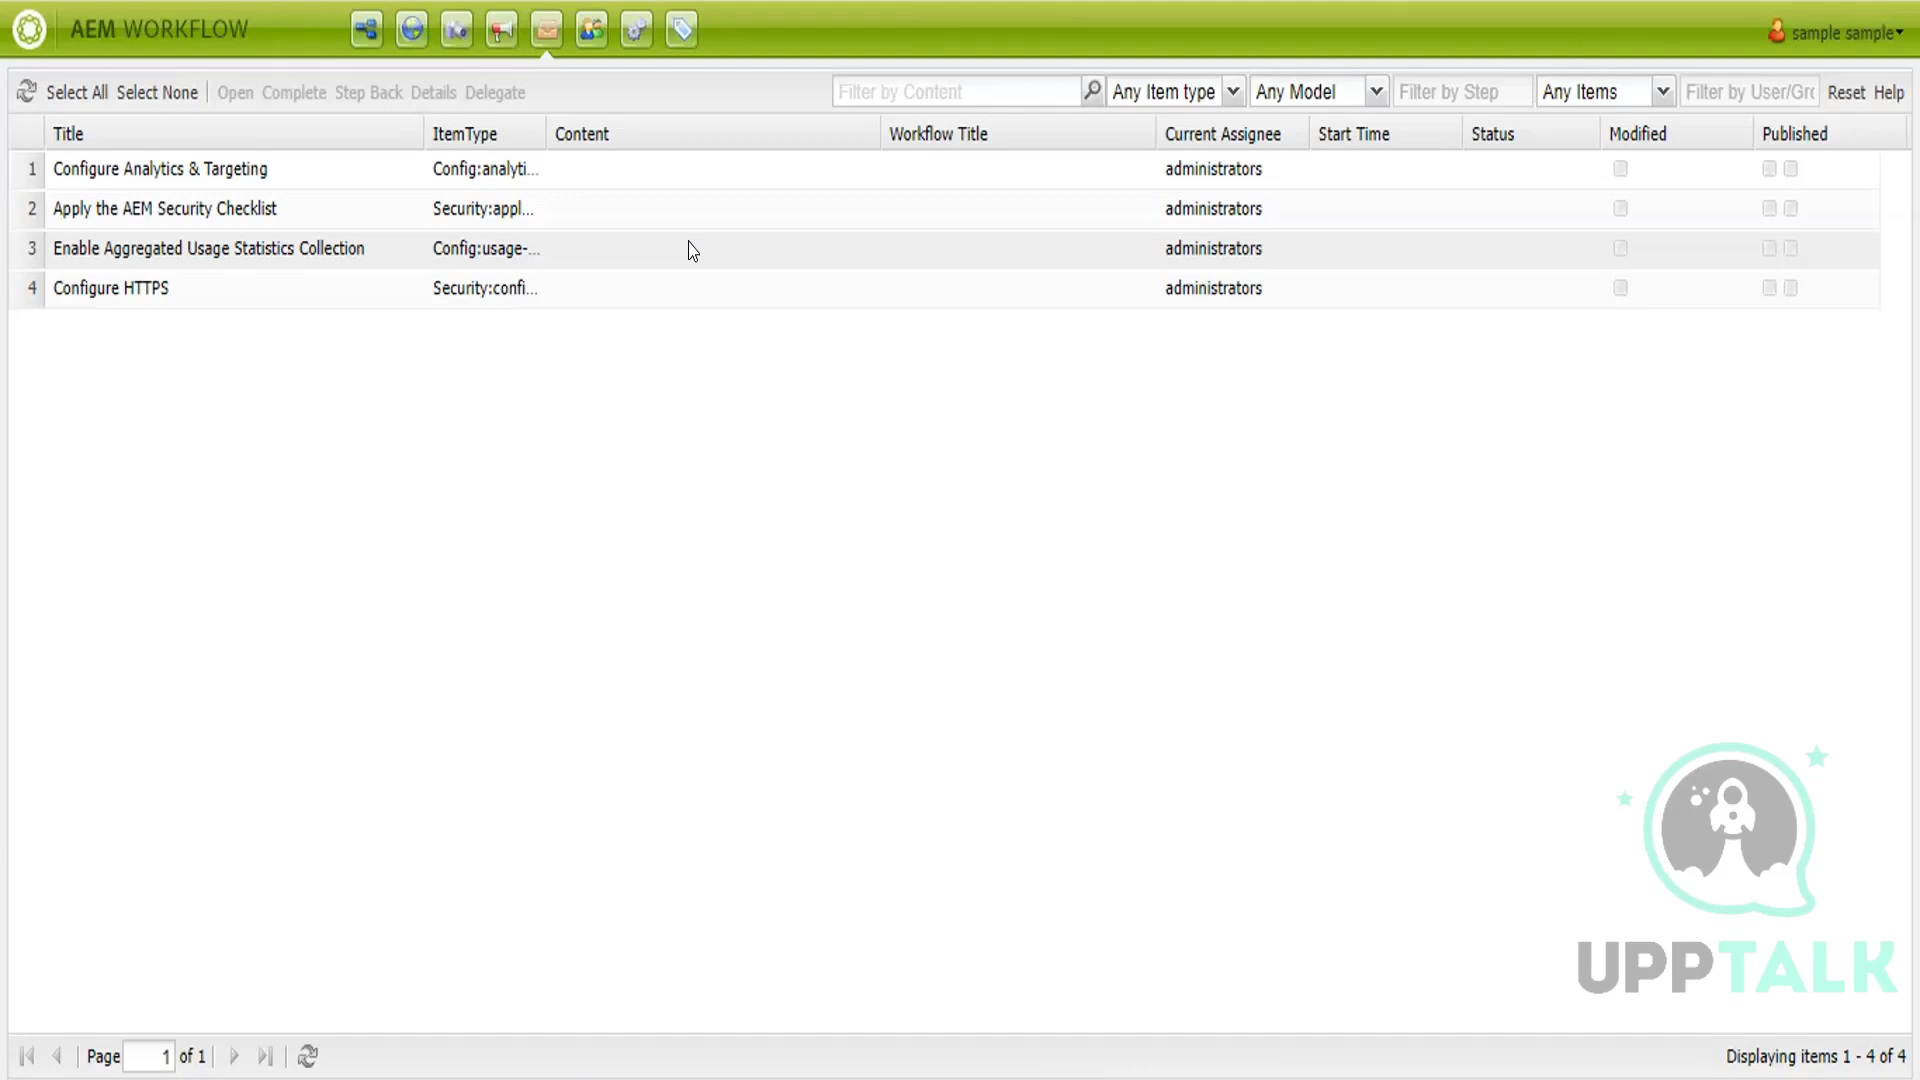 AEM WORKFLOW
sample sample
Select All Select None Open Complete Step Back Details Delegate Filter by Content Any Item type Any Model Filter by Step Any Items Filter by User/Grc Reset Help
Title ItemType Content Workflow Title Current Assignee Start Time Status Modified Published
1 Configure Analytics & Targeting Config:analyti... administrators
2 Apply the AEM Security Checklist Security:appl... administrators
3 Enable Aggregated Usage Statistics Collection Config:usage-... administrators
4 Configure HTTPS Security:confi... administrators
UPPTALK
Page 1 of 1 Displaying items 1 - 4 of 4